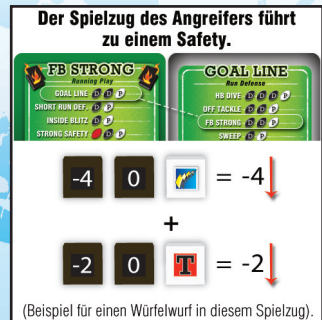 Der Spielzug des Angreifers führt
zu einem Safety.
FB STRONG
Running Play
GOAL LINE D D P
SHORT RUN DEF. D P
INSIDE BLITZ D P
STRONG SAFETY D P
GOAL LINE
Run Defense
HB DIVE D D D P
OFF TACKLE D D P
FB STRONG D D P
SWEEP D P
-4 0 = -4
+
-2 0 T = -2
(Beispiel für einen Würfelwurf in diesem Spielzug).